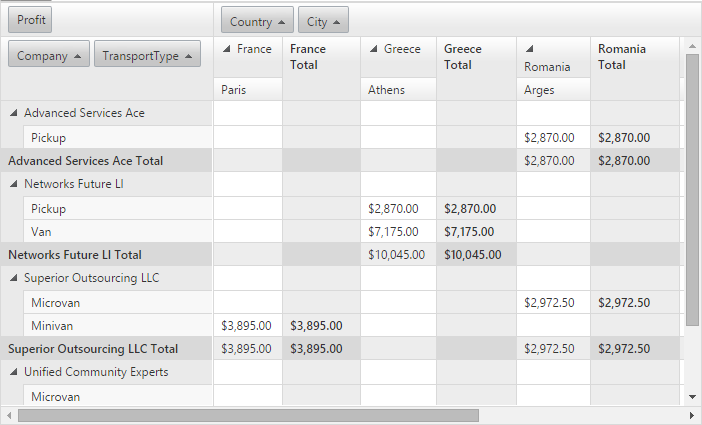 Profit Country City
Company TransportType France France Total Greece Greece Total Romania Romania Total
Paris Athens Arges
Advanced Services Ace
Pickup $2,870.00 $2,870.00
Advanced Services Ace Total $2,870.00 $2,870.00
Networks Future LI
Pickup $2,870.00 $2,870.00
Van $7,175.00 $7,175.00
Networks Future LI Total $10,045.00 $10,045.00
Superior Outsourcing LLC
Microvan $2,972.50 $2,972.50
Minivan $3,895.00 $3,895.00
Superior Outsourcing LLC Total $3,895.00 $3,895.00 $2,972.50 $2,972.50
Unified Community Experts
Microvan